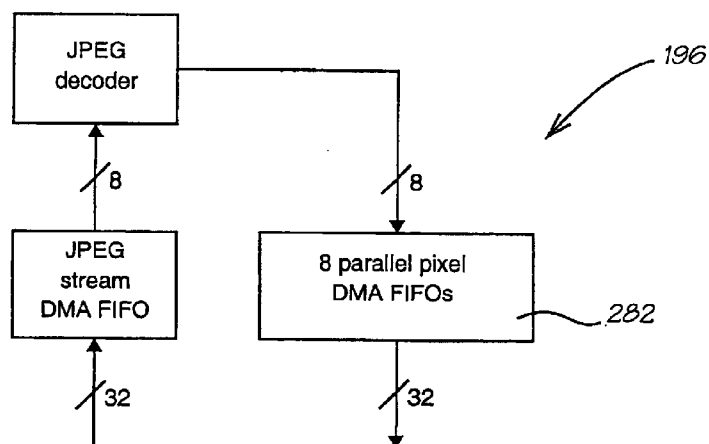 JPEG
decoder
196
8
8
JPEG
stream
DMA FIFO
8 parallel pixel
DMA FIFOs
282
32
32